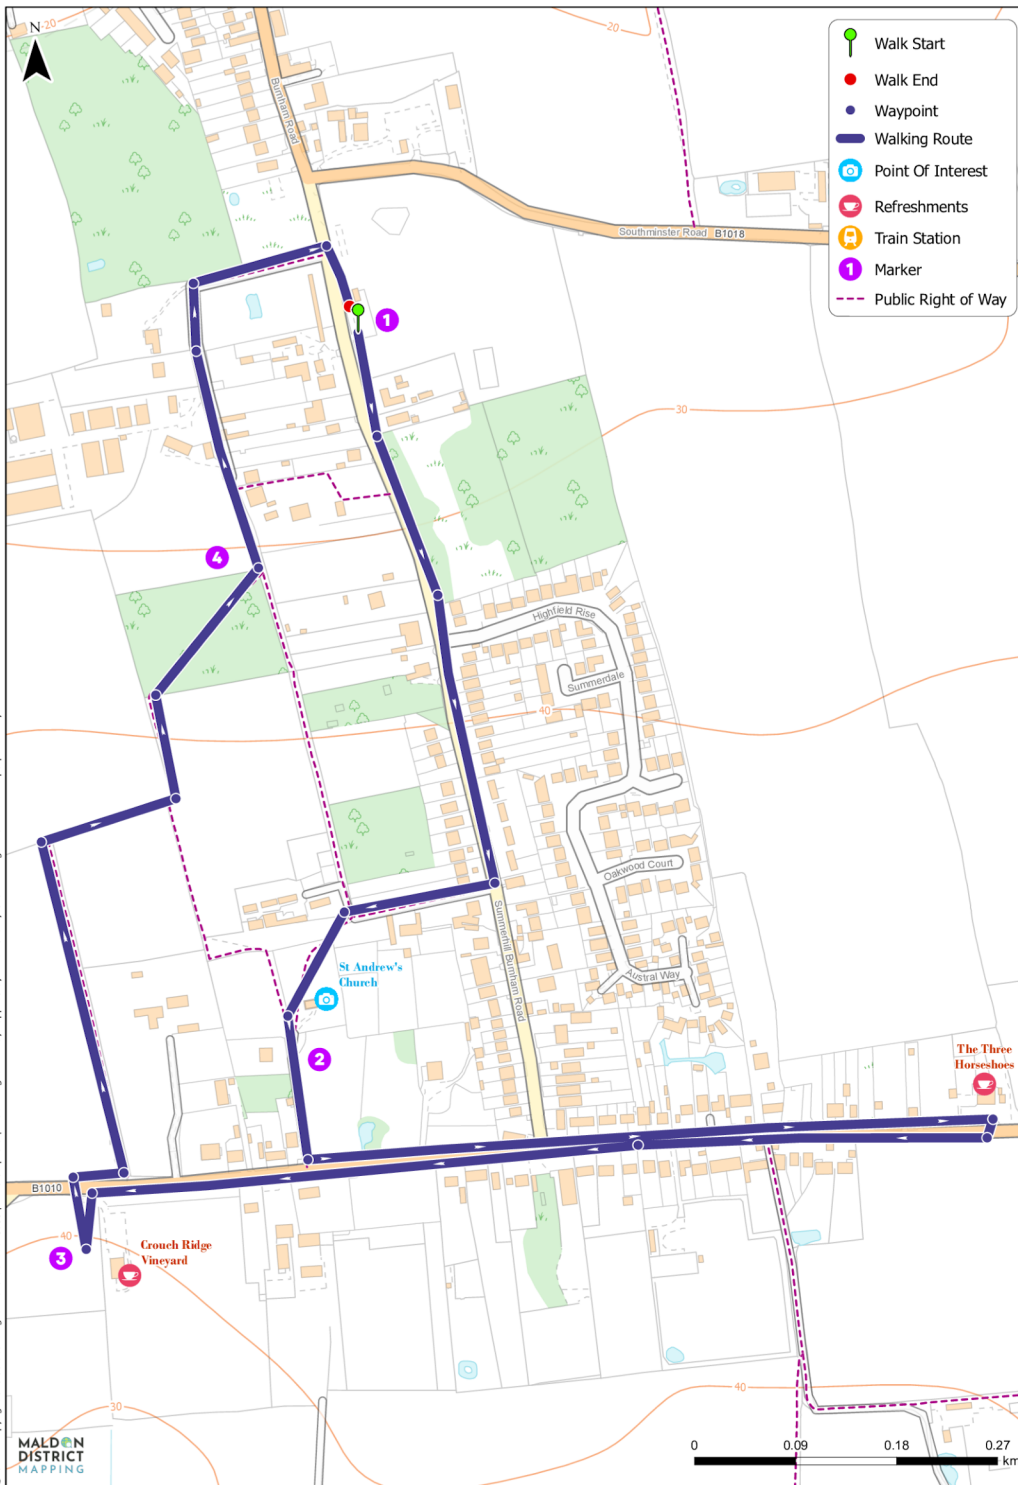 N
20
20
Burnham Road
Walk Start
Walk End
Waypoint
Walking Route
Point Of Interest
Refreshments
Train Station
1
Marker
Public Right of Way
Southminster Road B1018
1
30
4
Highfield Rise
Summerdale
40
Oakwood Court
Summerhill Burnham Road
Austral Way
St Andrew's
Church
2
The Three
Horseshoes
B1010
40
3
Crouch Ridge
Vineyard
40
30
MALDON
DISTRICT
MAPPING
0 0.09 0.18 0.27
km